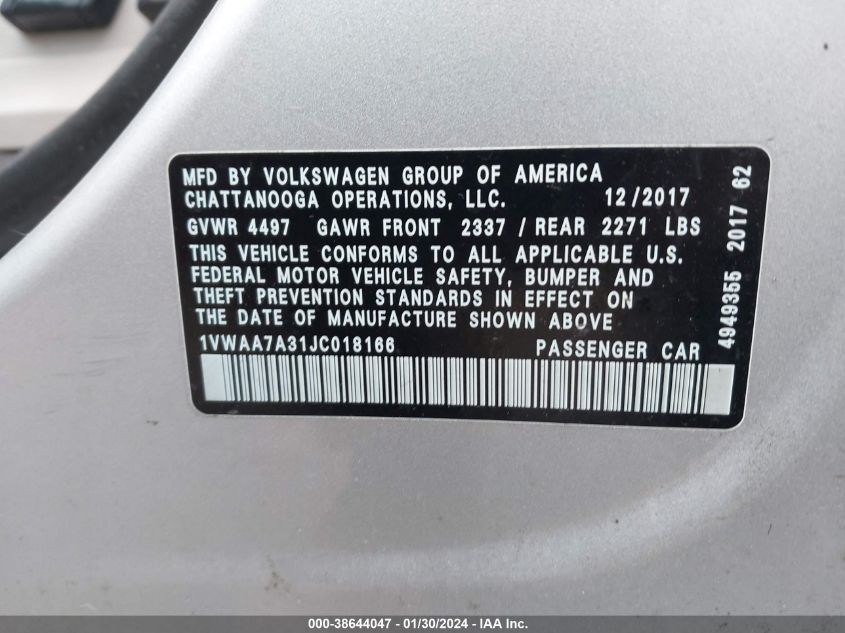 MFD BY VOLKSWAGEN GROUP OF AMERICA
CHATTANOOGA OPERATIONS, LLC. 12/2017
GVWR 4497 GAWR FRONT 2337 / REAR 2271 LBS
THIS VEHICLE CONFORMS TO ALL APPLICABLE U.S.
FEDERAL MOTOR VEHICLE SAFETY, BUMPER AND
THEFT PREVENTION STANDARDS IN EFFECT ON
THE DATE OF MANUFACTURE SHOWN ABOVE
1VWAA7A31JC018166 PASSENGER CAR
4949355 2017 62
000-38644047 - 01/30/2024 - IAA Inc.